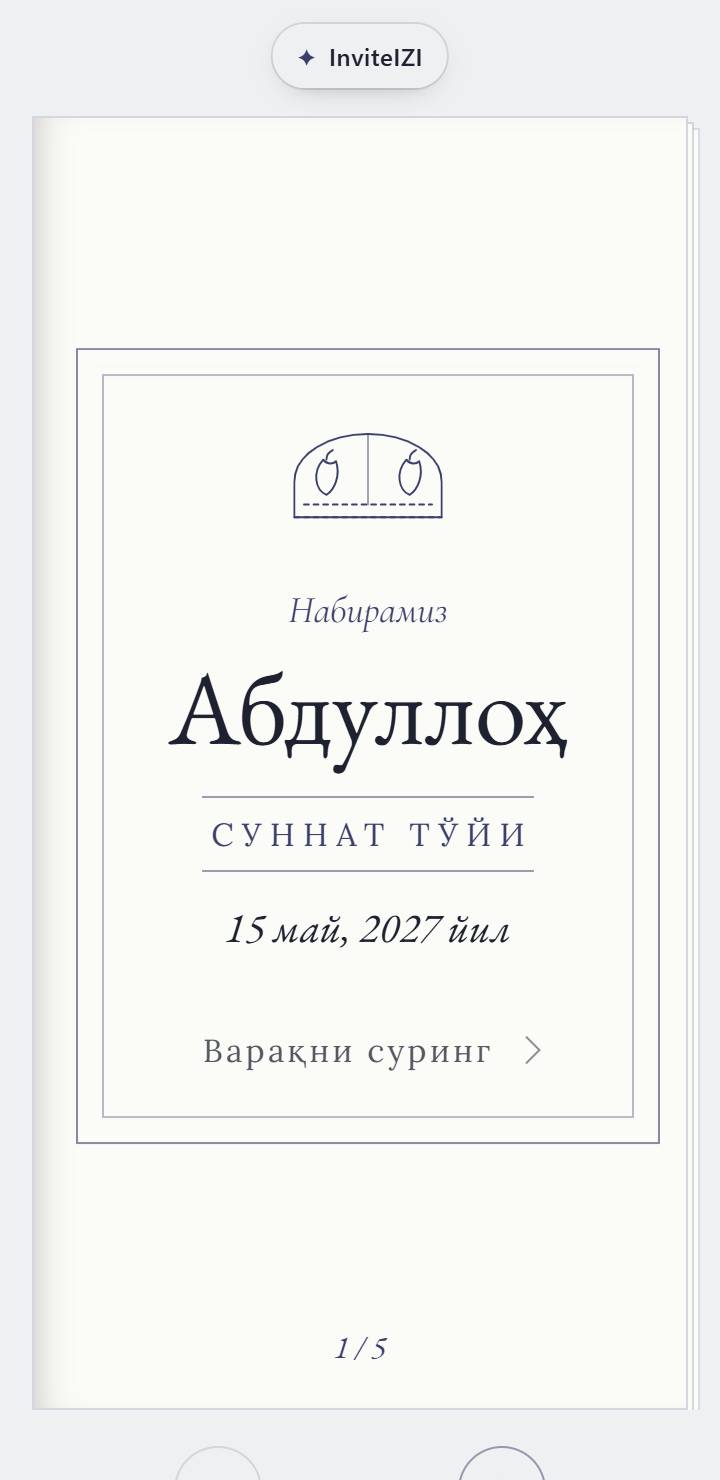 InviteIZI
Набирамиз
Абдуллоҳ
СУННАТ ТЎЙИ
15 май, 2027 йил
Варақни суринг
1 / 5